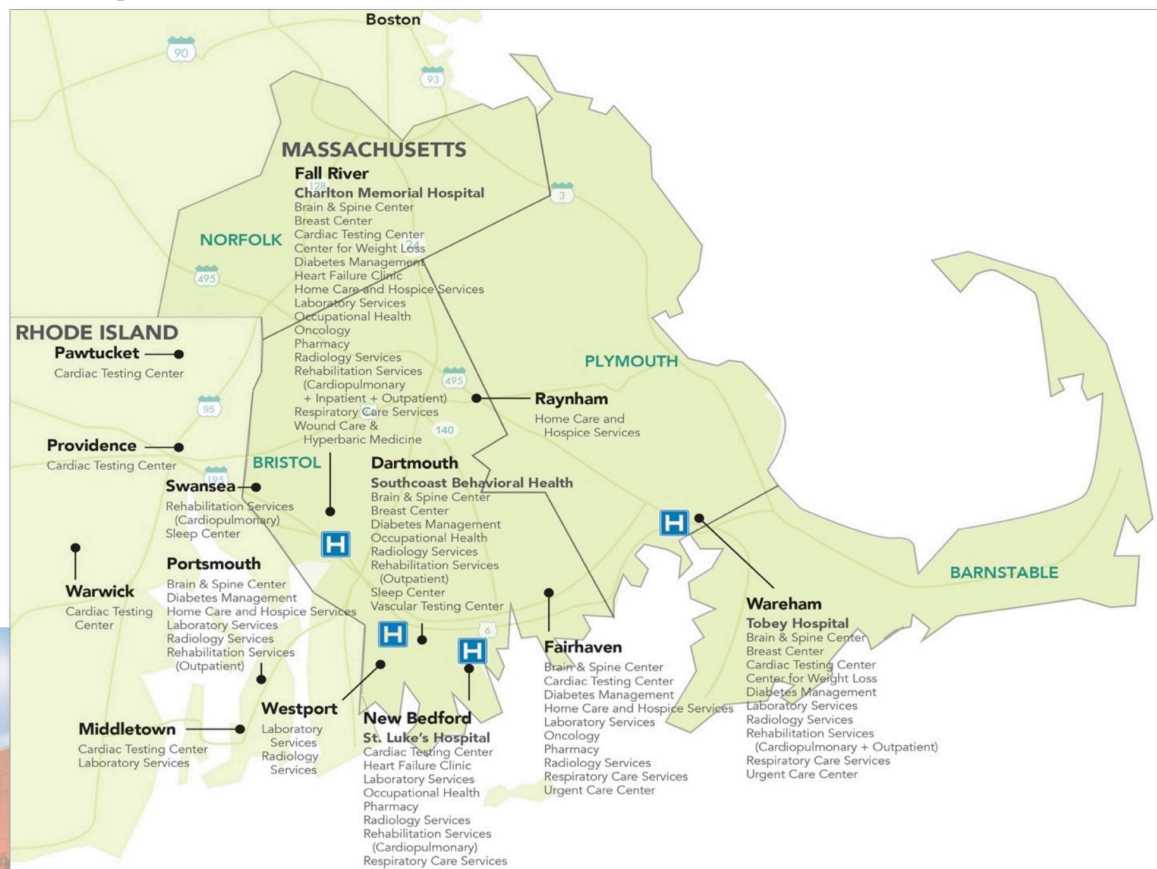 Boston
90
93
MASSACHUSETTS
Fall River
128
Charlton Memorial Hospital
Brain & Spine Center
Breast Center
Cardiac Testing Center
Center for Weight Loss
Diabetes Management
Heart Failure Clinic
Home Care and Hospice Services
Laboratory Services
Occupational Health
Oncology
Pharmacy
Radiology Services
Rehabilitation Services
(Cardiopulmonary
+ Inpatient + Outpatient)
Respiratory Care Services
Wound Care &
Hyperbaric Medicine
3
NORFOLK
24
495
RHODE ISLAND
Pawtucket
Cardiac Testing Center
PLYMOUTH
495
95
140
Raynham
Home Care and
Hospice Services
Providence
Cardiac Testing Center
BRISTOL
195
Swansea
Rehabilitation Services
(Cardiopulmonary)
Sleep Center
Dartmouth
Southcoast Behavioral Health
Brain & Spine Center
Breast Center
Diabetes Management
Occupational Health
Radiology Services
Rehabilitation Services
(Outpatient)
Sleep Center
Vascular Testing Center
H
H
H
H
6
Portsmouth
Brain & Spine Center
Diabetes Management
Home Care and Hospice Services
Laboratory Services
Radiology Services
Rehabilitation Services
(Outpatient)
Warwick
Cardiac Testing
Center
BARNSTABLE
Wareham
Tobey Hospital
Brain & Spine Center
Breast Center
Cardiac Testing Center
Center for Weight Loss
Diabetes Management
Laboratory Services
Radiology Services
Rehabilitation Services
(Cardiopulmonary + Outpatient)
Respiratory Care Services
Urgent Care Center
Fairhaven
Brain & Spine Center
Cardiac Testing Center
Diabetes Management
Home Care and Hospice Services
Laboratory Services
Oncology
Pharmacy
Radiology Services
Respiratory Care Services
Urgent Care Center
Middletown
Cardiac Testing Center
Laboratory Services
Westport
Laboratory
Services
Radiology
Services
New Bedford
St. Luke's Hospital
Cardiac Testing Center
Heart Failure Clinic
Laboratory Services
Occupational Health
Pharmacy
Radiology Services
Rehabilitation Services
(Cardiopulmonary)
Respiratory Care Services